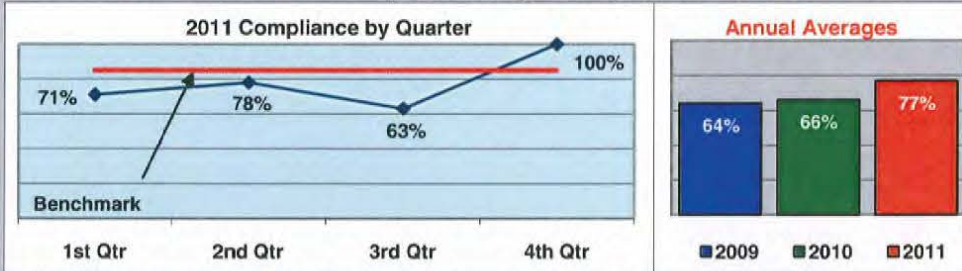 2011 Compliance by Quarter
71%
78%
63%
100%
Benchmark
1st Qtr 2nd Qtr 3rd Qtr 4th Qtr
Annual Averages
64%
66%
77%
2009 2010 2011